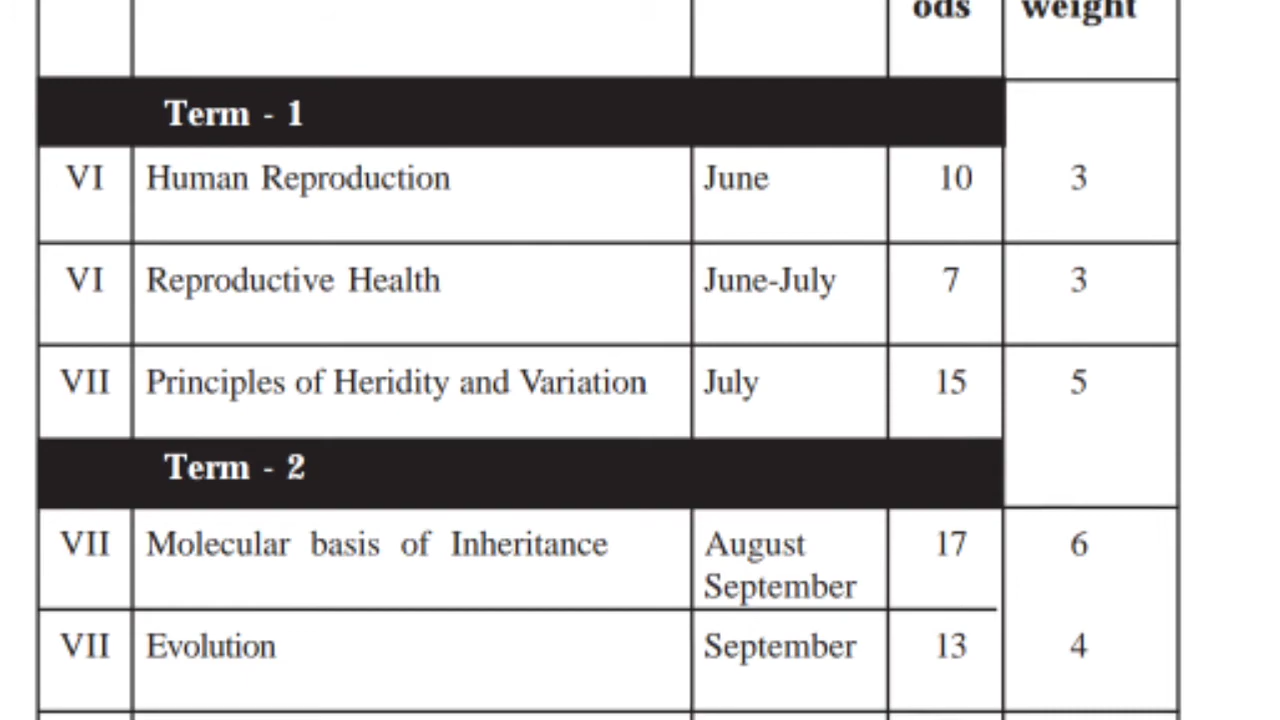 ods weight
Term - 1
VI Human Reproduction June 10 3
VI Reproductive Health June-July 7 3
VII Principles of Heridity and Variation July 15 5
Term - 2
VII Molecular basis of Inheritance August 17 6
September
VII Evolution September 13 4